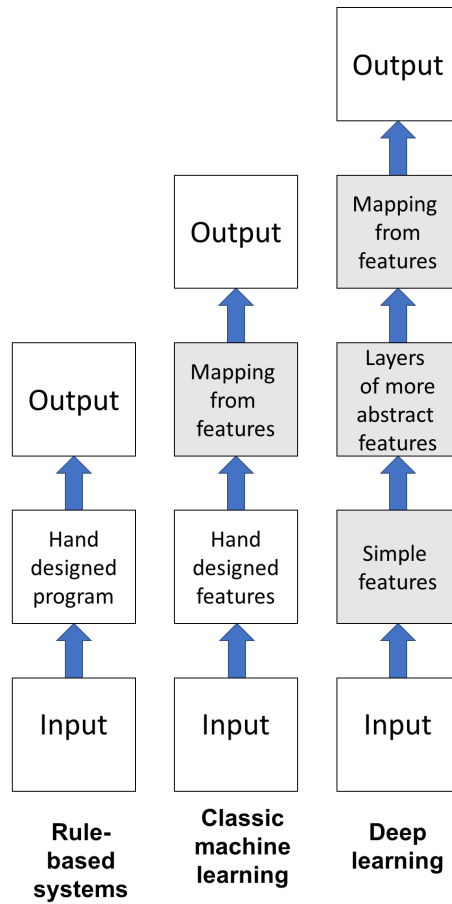 Output
Mapping
from
features
Layers
of more
abstract
features
Simple
features
Input
Deep
learning
Output
Mapping
from
features
Hand
designed
features
Input
Classic
machine
learning
Output
Hand
designed
program
Input
Rule-
based
systems